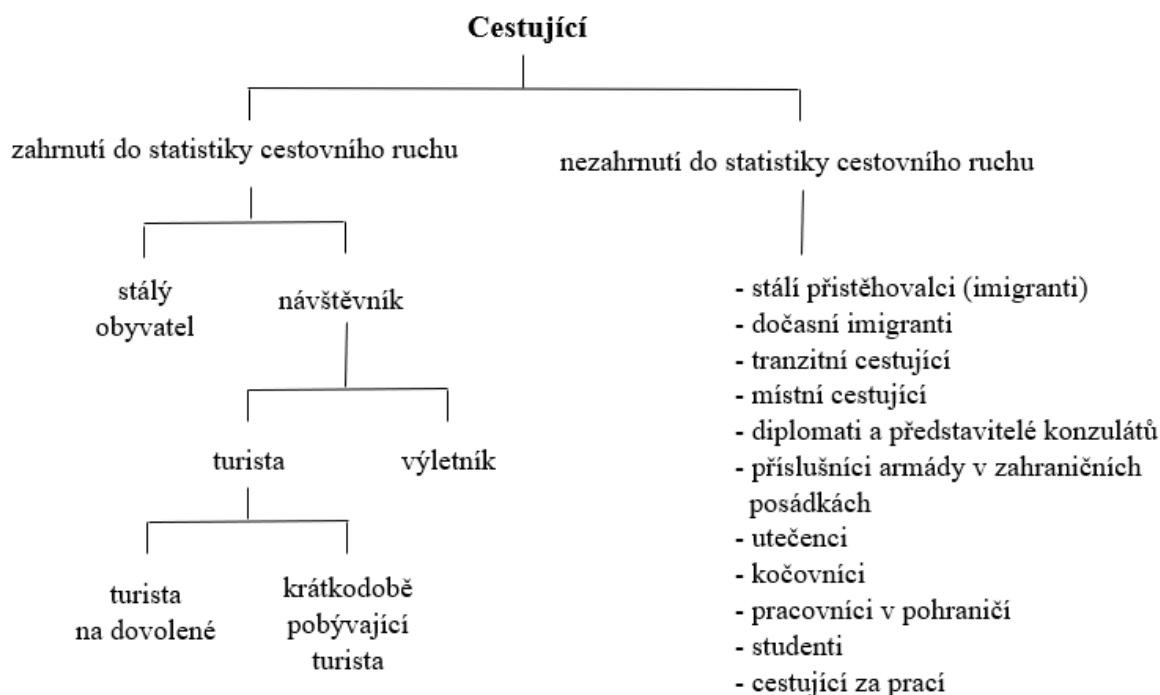 Cestující
zahrnutí do statistiky cestovního ruchu
nezahrnutí do statistiky cestovního ruchu
stálý
obyvatel
návštěvník
turista
výletník
turista
na dovolené
krátkodobě
pobývající
turista
- stálí přistěhovalci (imigranti)
- dočasní imigranti
- tranzitní cestující
- místní cestující
- diplomati a představitelé konzulátů
- příslušníci armády v zahraničních
posádkách
- utečenci
- kočovníci
- pracovníci v pohraničí
- studenti
- cestující za prací